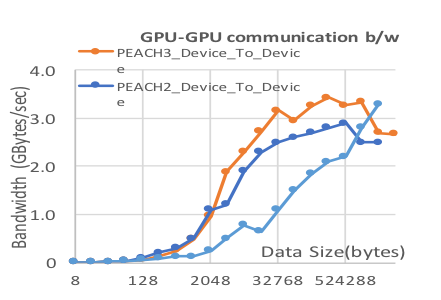 GPU-GPU communication b/w
PEACH3_Device_To_Devic
e
PEACH2_Device_To_Devic
e
Bandwidth (GBytes/sec)
4.0
3.0
2.0
1.0
0
Data Size(bytes)
8 128 2048 32768 524288